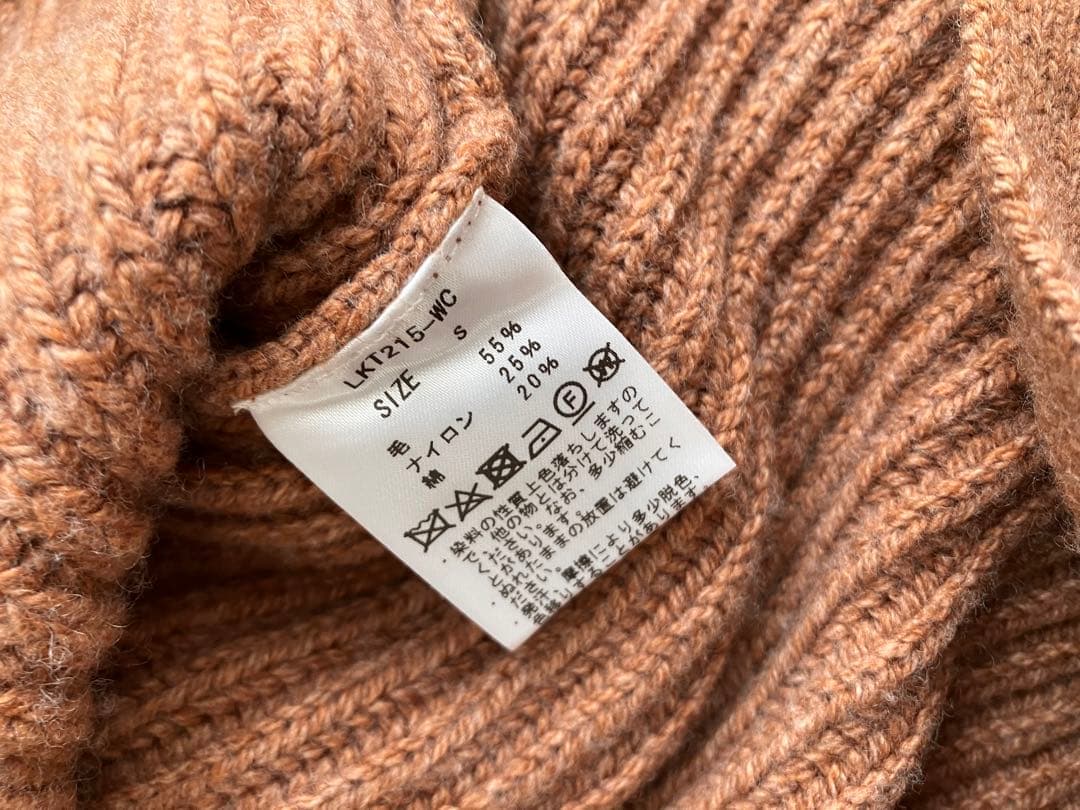 LKT215-WC
SIZE S
毛 55%
ナイロン 25%
綿 20%
F
・染料の性質上色落ちしますの
で、他の物とは分けて洗って
ください。なお、多少縮むこ
とがあります。
ぬれたままの放置は避けてく
ださい。
により多少脱色、
することがあります。